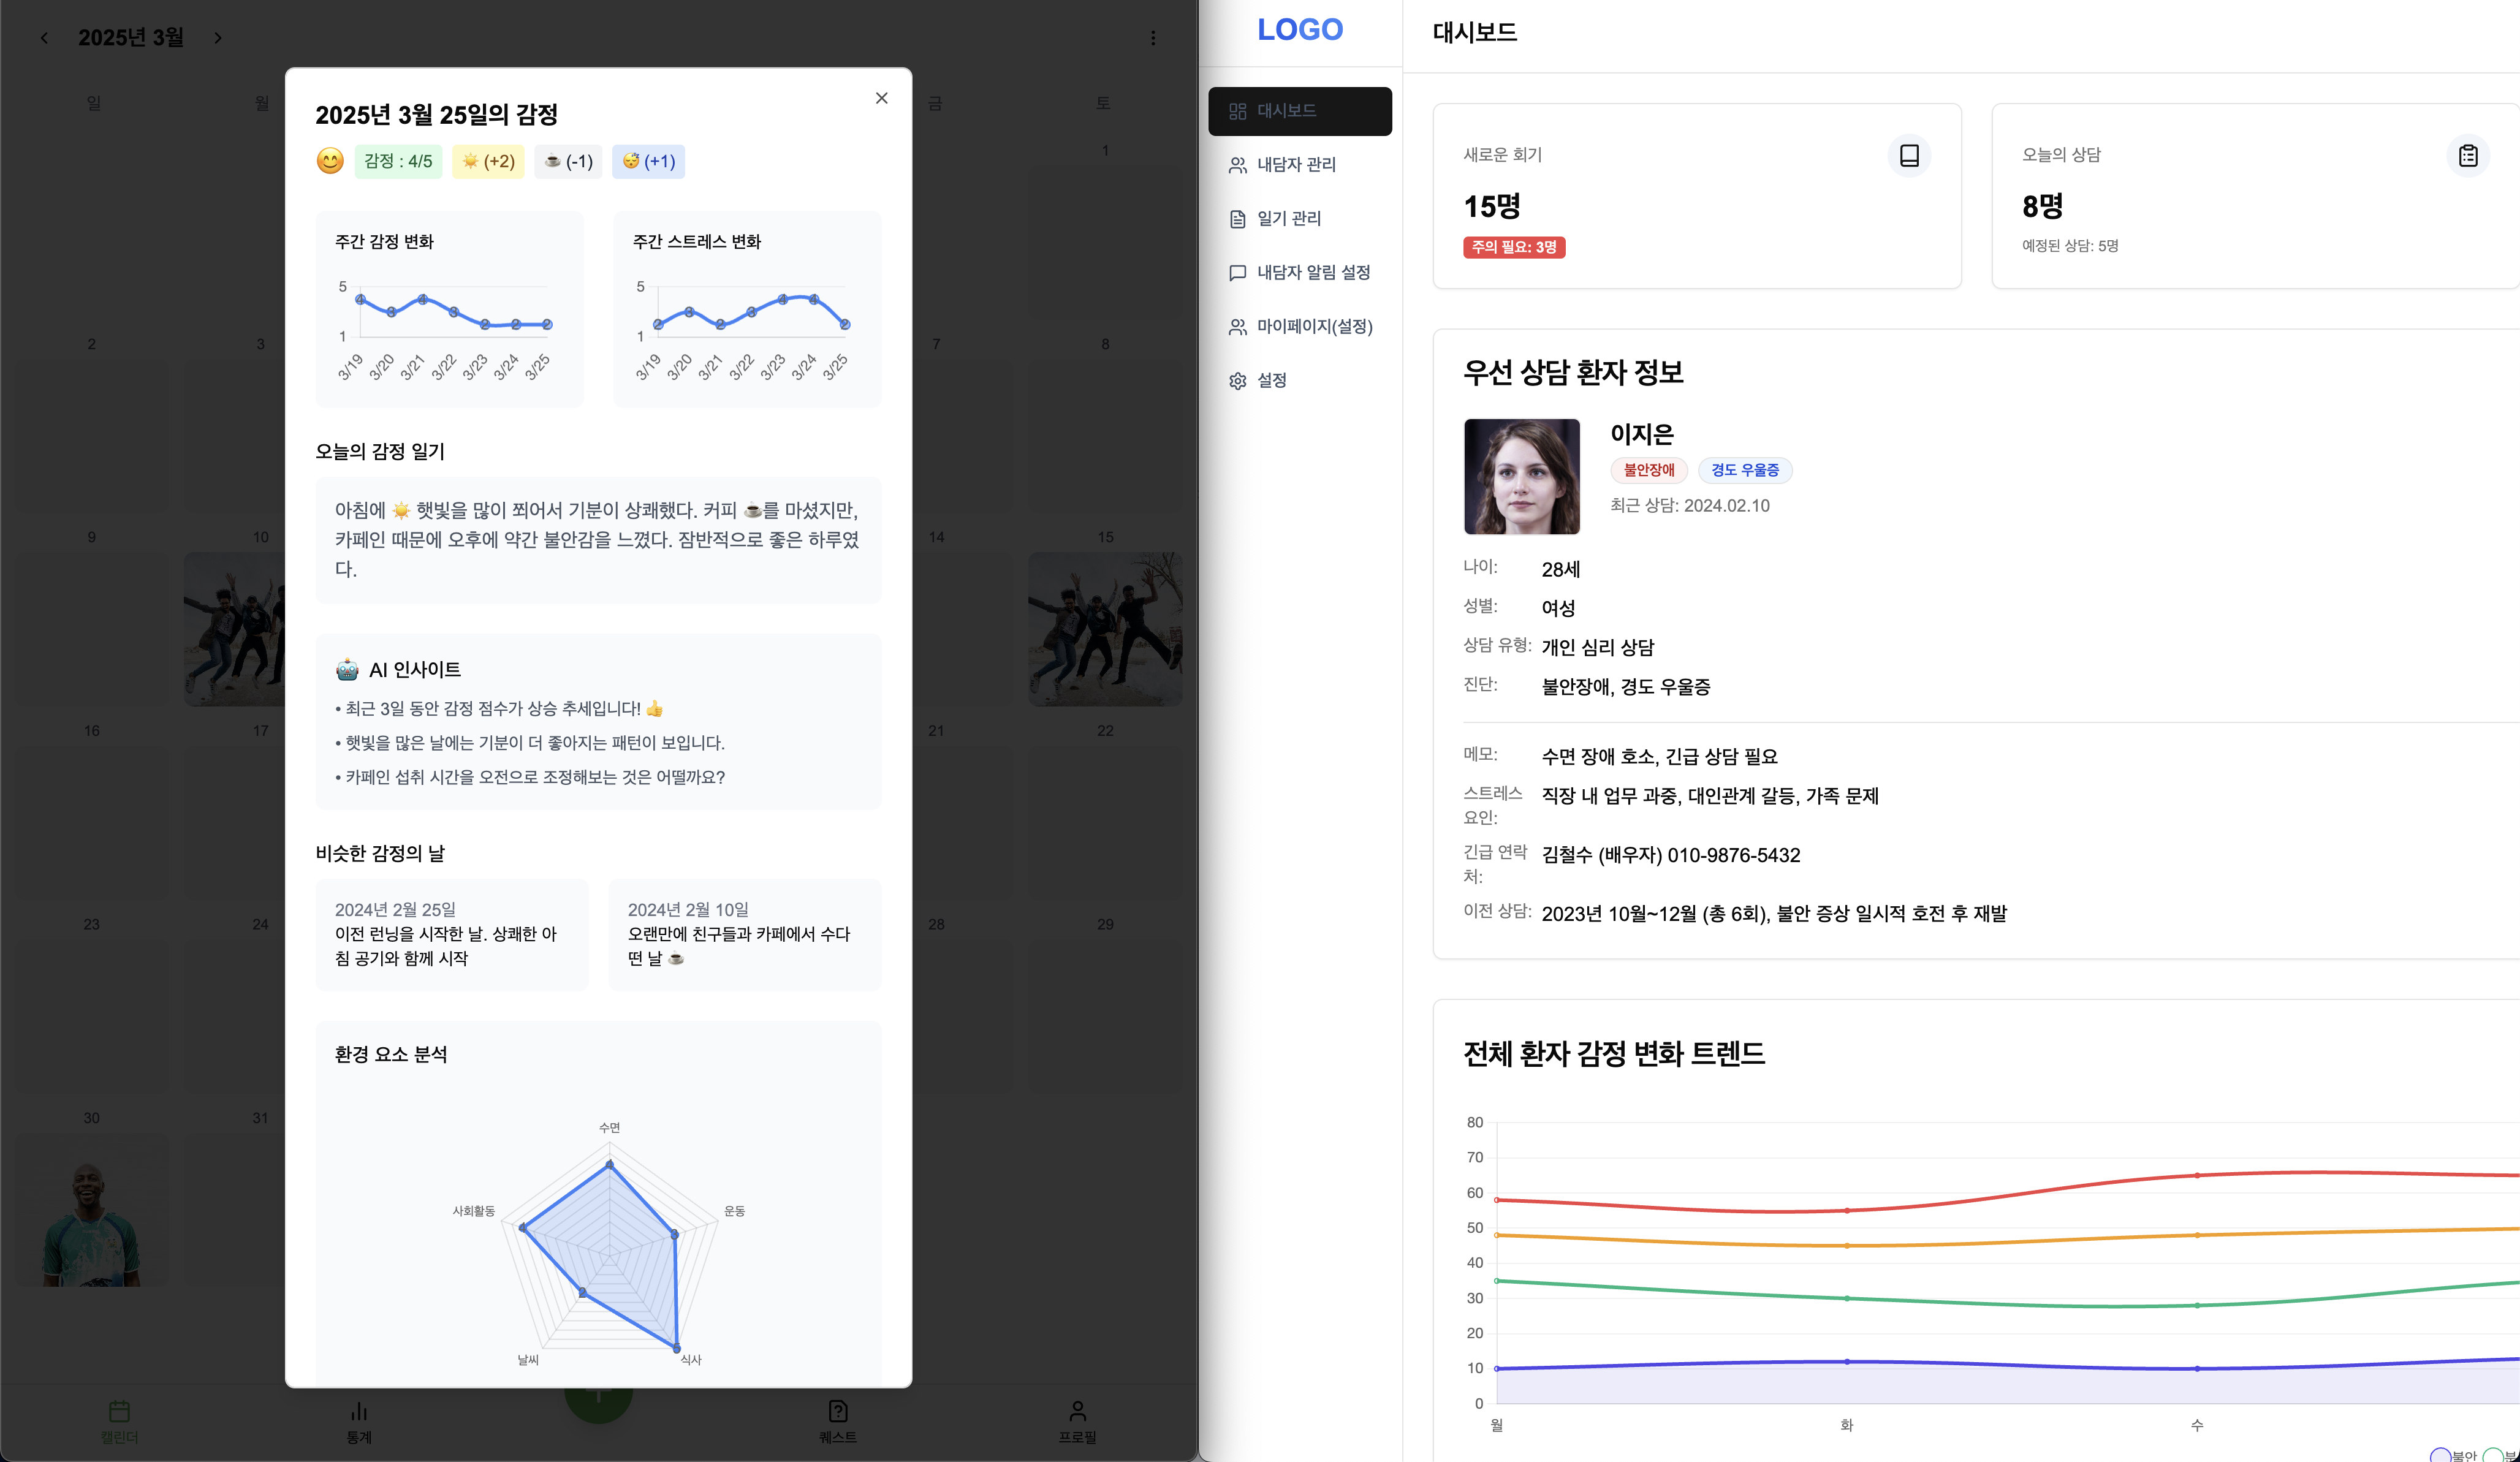 2025년 3월
일
월
금
토
1
2
3
7
8
9
10
14
15
16
17
21
22
23
24
28
29
30
31
캘린더
통계
퀘스트
프로필
2025년 3월 25일의 감정
😊 감정 : 4/5 ☀️ (+2) ☕ (-1) 😴 (+1)
주간 감정 변화
5
1
4 3 4 3 2 2 2
3/19 3/20 3/21 3/22 3/23 3/24 3/25
주간 스트레스 변화
5
1
2 3 2 3 4 4 2
3/19 3/20 3/21 3/22 3/23 3/24 3/25
오늘의 감정 일기
아침에 ☀️ 햇빛을 많이 쬐어서 기분이 상쾌했다. 커피 ☕를 마셨지만,
카페인 때문에 오후에 약간 불안감을 느꼈다. 잠반적으로 좋은 하루였
다.
🤖 AI 인사이트
• 최근 3일 동안 감정 점수가 상승 추세입니다! 👍
• 햇빛을 많은 날에는 기분이 더 좋아지는 패턴이 보입니다.
• 카페인 섭취 시간을 오전으로 조정해보는 것은 어떨까요?
비슷한 감정의 날
2024년 2월 25일
이전 런닝을 시작한 날. 상쾌한 아
침 공기와 함께 시작
2024년 2월 10일
오랜만에 친구들과 카페에서 수다
떤 날 ☕
환경 요소 분석
수면
사회활동
운동
날씨
식사
4
3
2
LOGO
대시보드
내담자 관리
일기 관리
내담자 알림 설정
마이페이지(설정)
설정
대시보드
새로운 회기
15명
주의 필요: 3명
오늘의 상담
8명
예정된 상담: 5명
우선 상담 환자 정보
이지은
불안장애 경도 우울증
최근 상담: 2024.02.10
나이: 28세
성별: 여성
상담 유형: 개인 심리 상담
진단: 불안장애, 경도 우울증
메모: 수면 장애 호소, 긴급 상담 필요
스트레스 직장 내 업무 과중, 대인관계 갈등, 가족 문제
요인:
긴급 연락 김철수 (배우자) 010-9876-5432
처:
이전 상담: 2023년 10월~12월 (총 6회), 불안 증상 일시적 호전 후 재발
전체 환자 감정 변화 트렌드
80
70
60
50
40
30
20
10
0
월 화 수
불안